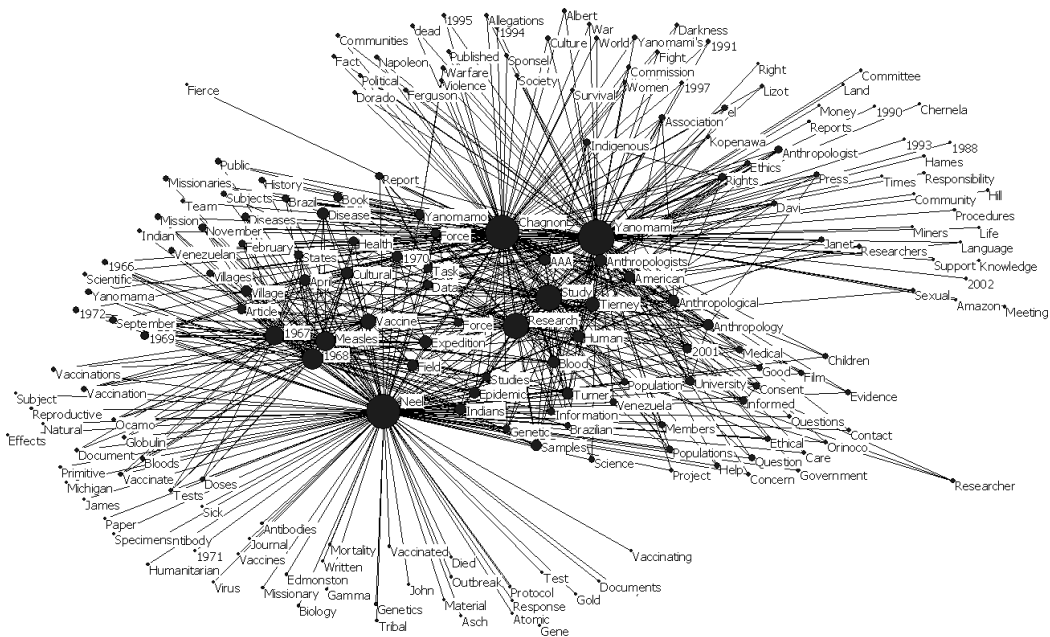 Albert
1995
Allegations
dead
1994
War
Darkness
Communities
Culture
World
Yanomami's
1991
Published
Sponsel
Fight
Fact
Napoleon
Warfare
Commission
Right
Political
Violence
Society
Women
Committee
Fierce
Dorado
Ferguson
Survival
1997
Lizot
Land
Association
el
Money
1990
Chernela
Reports
Indigenous
Kopenawa
1993
1988
Public
Anthropologist
Hames
Missionaries
History
Report
Ethics
Rights
Press
Times
Responsibility
Subjects
Brazil
Book
Hill
Team
Diseases
Disease
Yanomamo
Chagnon
Yanomami
Davi
Community
Procedures
Mission
November
Force
Miners
Life
Indian
February
Health
Janet
Language
Venezuelan
States
1970
AAA
Anthropologists
Researchers
1966
Task
Support
Knowledge
Scientific
Villages
April
Cultural
Data
American
2002
Yanomama
Village
Study
Tierney
Anthropological
Sexual
Amazon
Meeting
1972
September
Article
Vaccine
Force
Research
Anthropology
1969
1967
Measles
Expedition
Human
1968
2001
Medical
Children
Field
Blood
Good
Film
Vaccinations
Studies
Population
University
Consent
Evidence
Subject
Vaccination
Epidemic
Turner
Informed
Reproductive
Neel
Indians
Information
Venezuela
Questions
Natural
Ocamo
Genetic
Brazilian
Members
Contact
Effects
Globulin
Samples
Ethical
Orinoco
Document
Bloods
Science
Populations
Question
Care
Primitive
Vaccinate
Doses
Project
Help
Concern
Government
Michigan
Tests
Researcher
James
Sick
Paper
Antibodies
Specimens
ntibody
Journal
1971
Vaccines
Mortality
Vaccinated
Vaccinating
Humanitarian
Written
Died
Virus
Edmonston
Outbreak
Test
Documents
Missionary
Gamma
John
Protocol
Gold
Biology
Genetics
Material
Response
Tribal
Asch
Atomic
Gene